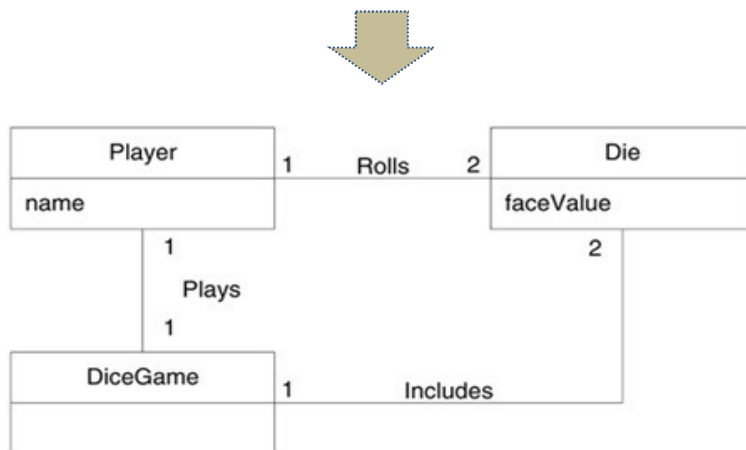 Player
1 Rolls 2
Die
name
faceValue
1
2
Plays
1
DiceGame
1 Includes